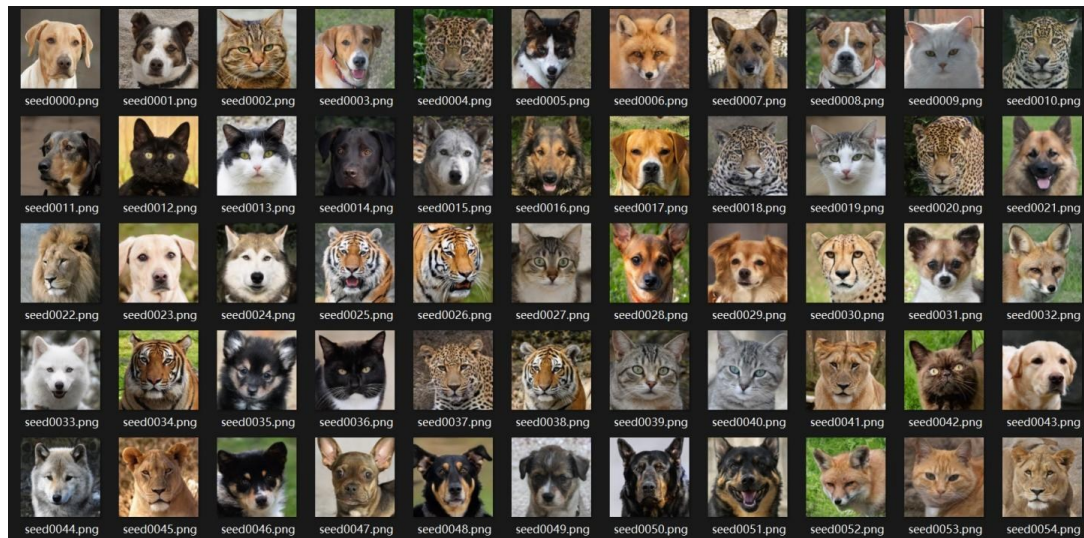 seed0000.png seed0001.png seed0002.png seed0003.png seed0004.png seed0005.png seed0006.png seed0007.png seed0008.png seed0009.png seed0010.png
seed0011.png seed0012.png seed0013.png seed0014.png seed0015.png seed0016.png seed0017.png seed0018.png seed0019.png seed0020.png seed0021.png
seed0022.png seed0023.png seed0024.png seed0025.png seed0026.png seed0027.png seed0028.png seed0029.png seed0030.png seed0031.png seed0032.png
seed0033.png seed0034.png seed0035.png seed0036.png seed0037.png seed0038.png seed0039.png seed0040.png seed0041.png seed0042.png seed0043.png
seed0044.png seed0045.png seed0046.png seed0047.png seed0048.png seed0049.png seed0050.png seed0051.png seed0052.png seed0053.png seed0054.png